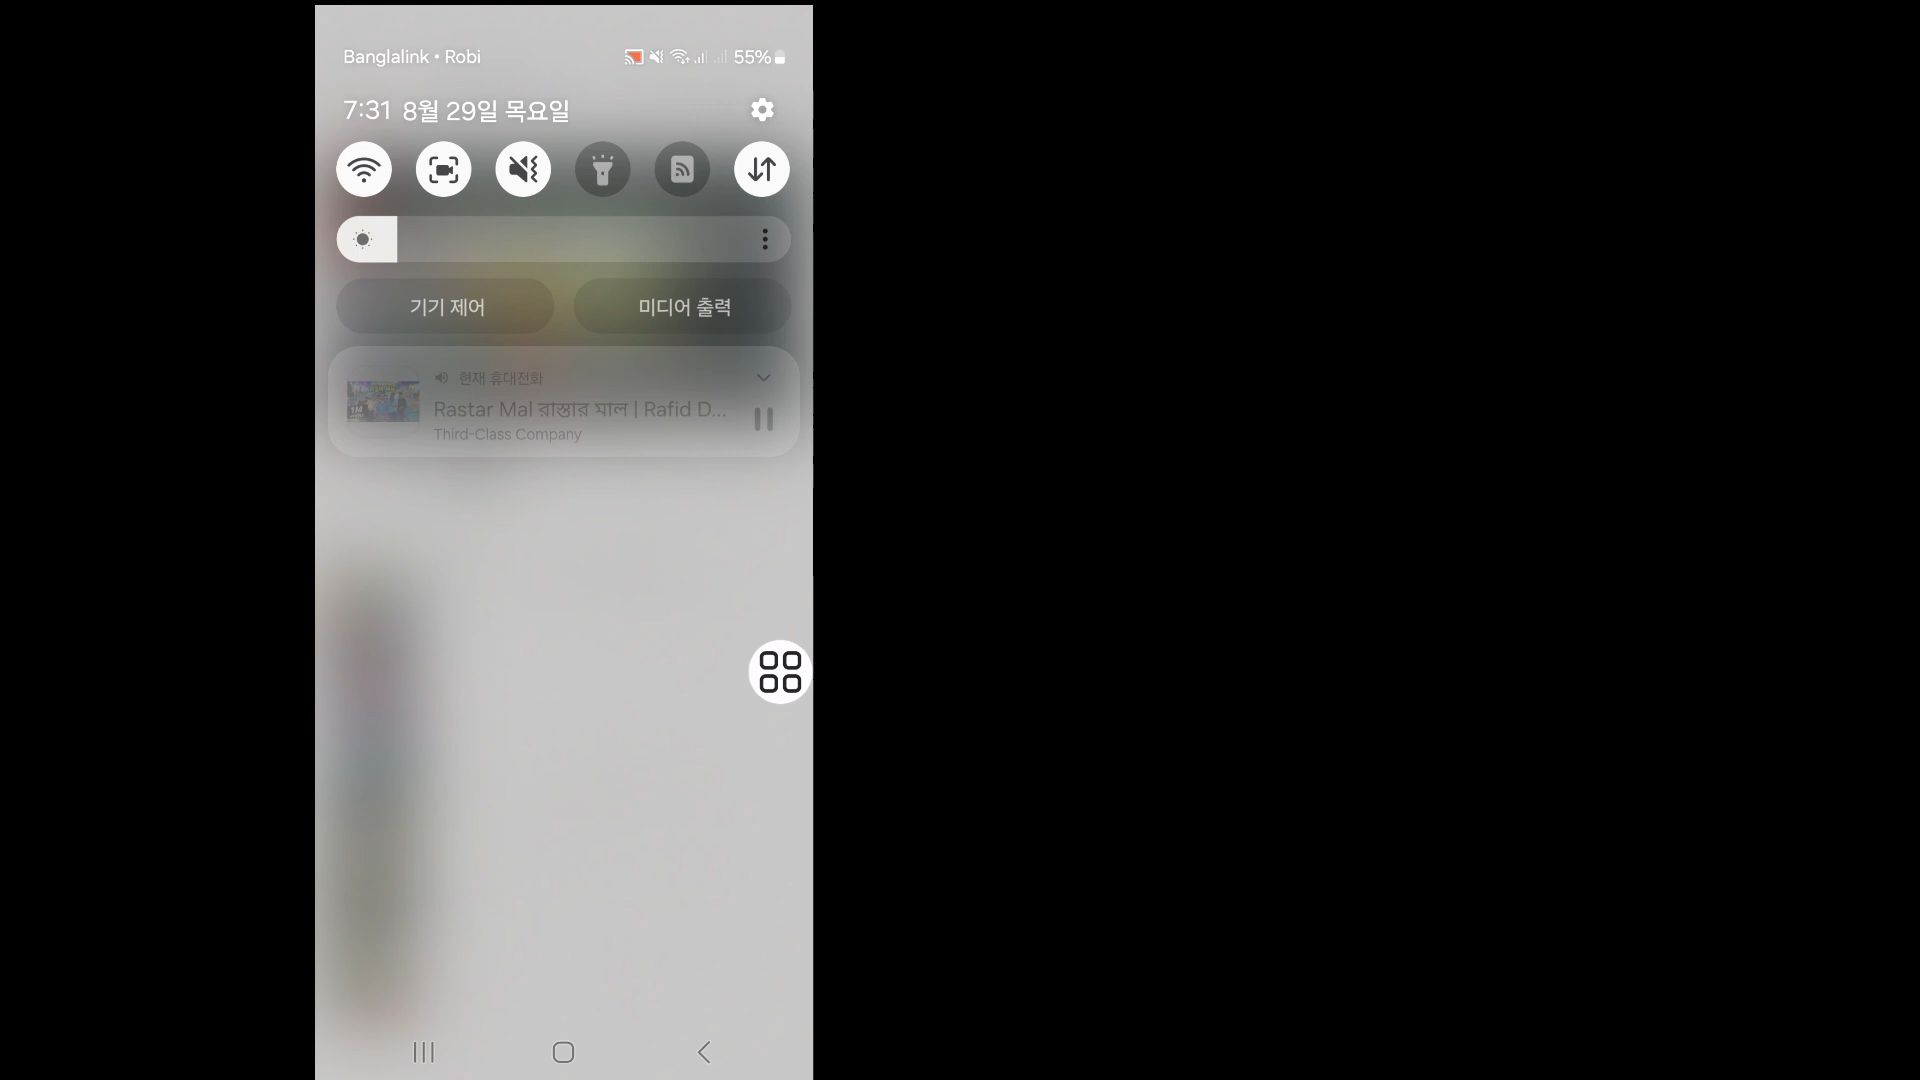 Banglalink • Robi
55%
7:31 8월 29일 목요일
기기 제어
미디어 출력
현재 휴대전화
Rastar Mal রাস্তার মাল | Rafid D...
Third-Class Company